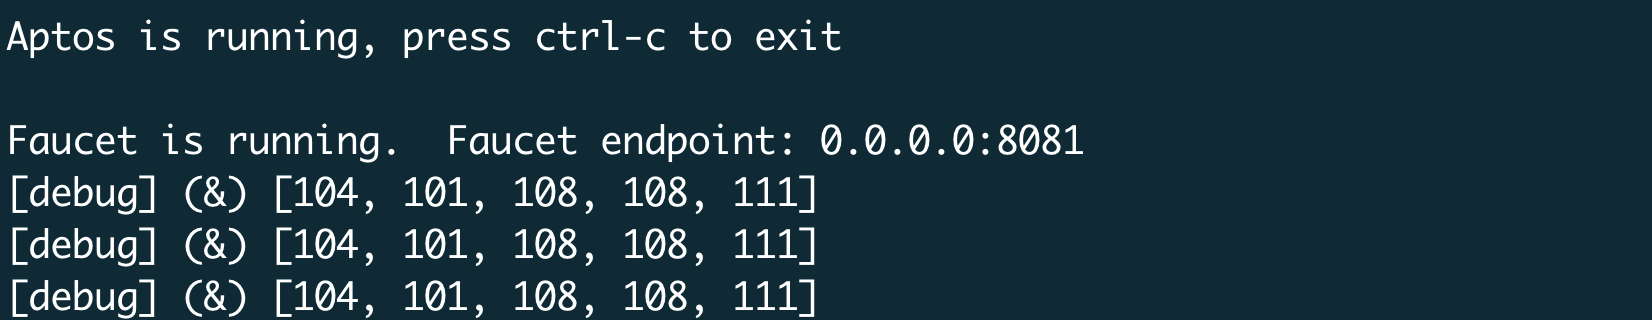 Aptos is running, press ctrl-c to exit
Faucet is running.  Faucet endpoint: 0.0.0.0:8081
[debug] (&) [104, 101, 108, 108, 111]
[debug] (&) [104, 101, 108, 108, 111]
[debug] (&) [104, 101, 108, 108, 111]